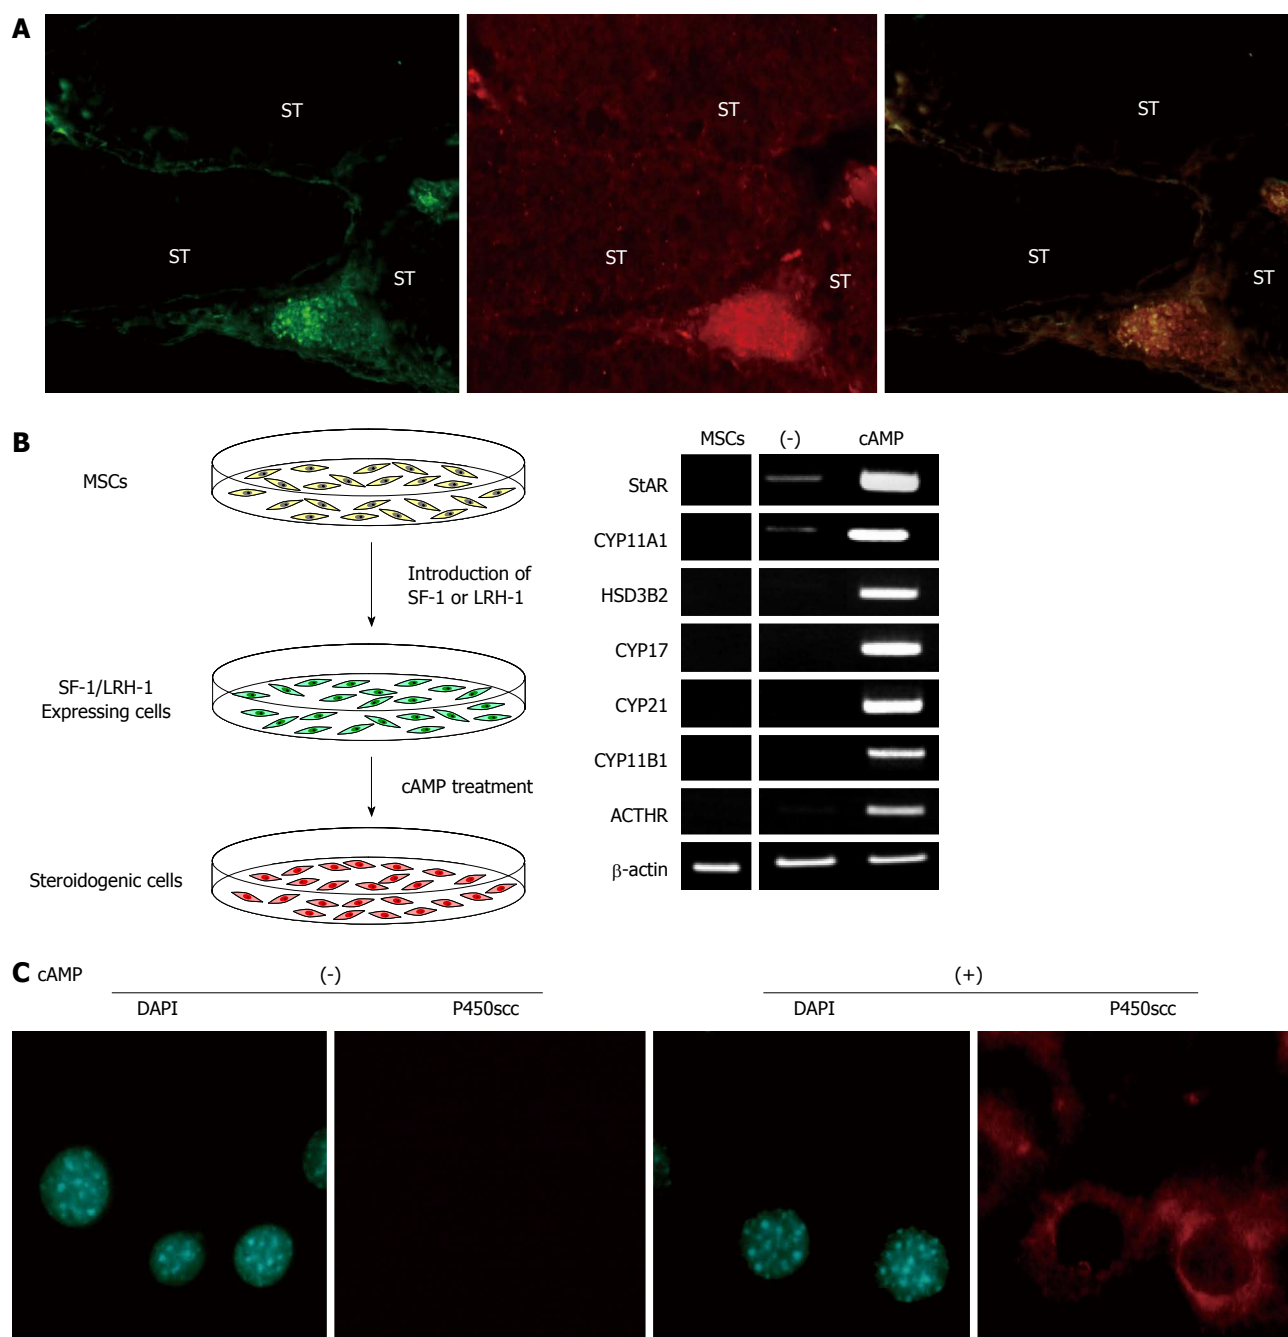 A
ST
ST
ST
ST
ST
ST
ST
ST
ST
B
MSCs
Introduction of
SF-1 or LRH-1
SF-1/LRH-1
Expressing cells
cAMP treatment
Steroidogenic cells
MSCs (-) cAMP
StAR
CYP11A1
HSD3B2
CYP17
CYP21
CYP11B1
ACTHR
β-actin
C cAMP (-) (+)
DAPI P450scc DAPI P450scc